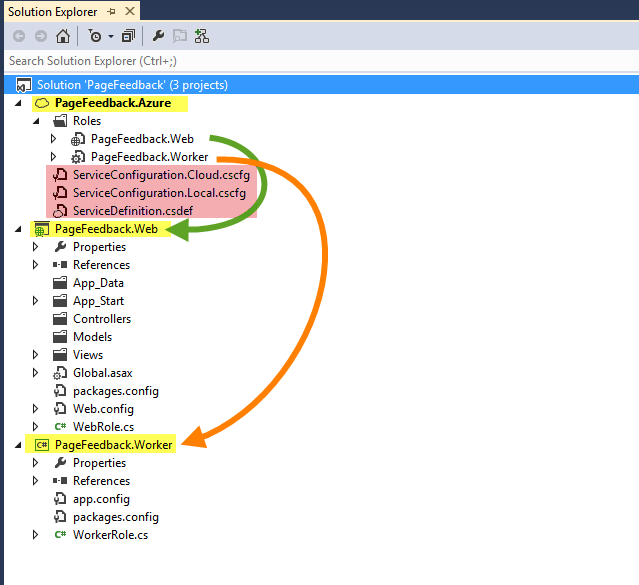 Solution Explorer
Search Solution Explorer (Ctrl+;)
Solution 'PageFeedback' (3 projects)
PageFeedback.Azure
Roles
PageFeedback.Web
PageFeedback.Worker
ServiceConfiguration.Cloud.cscfg
ServiceConfiguration.Local.cscfg
ServiceDefinition.csdef
PageFeedback.Web
Properties
References
App_Data
App_Start
Controllers
Models
Views
Global.asax
packages.config
Web.config
C# WebRole.cs
C# PageFeedback.Worker
Properties
References
app.config
packages.config
C# WorkerRole.cs